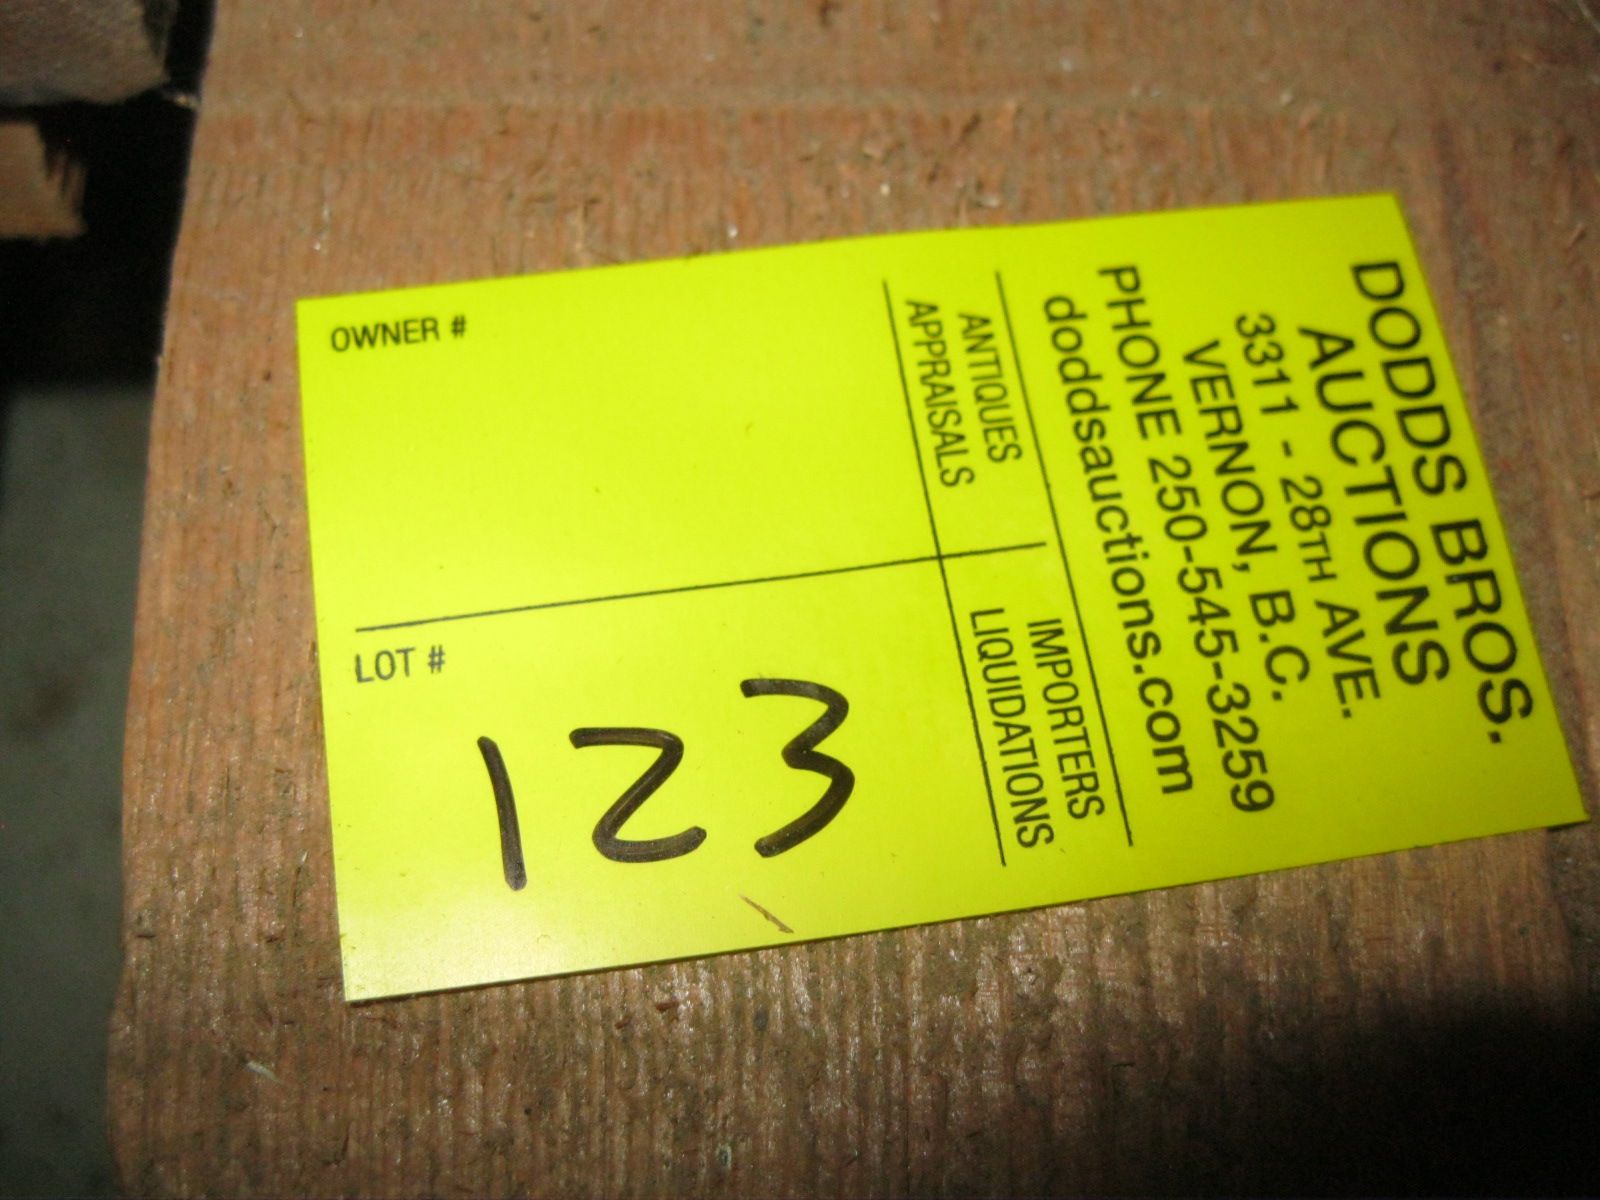 DODDS BROS.
AUCTIONS
3311 - 28TH AVE.
VERNON, B.C.
PHONE 250-545-3259
doddsauctions.com
ANTIQUES
APPRAISALS
IMPORTERS
LIQUIDATIONS
OWNER #
LOT #
123